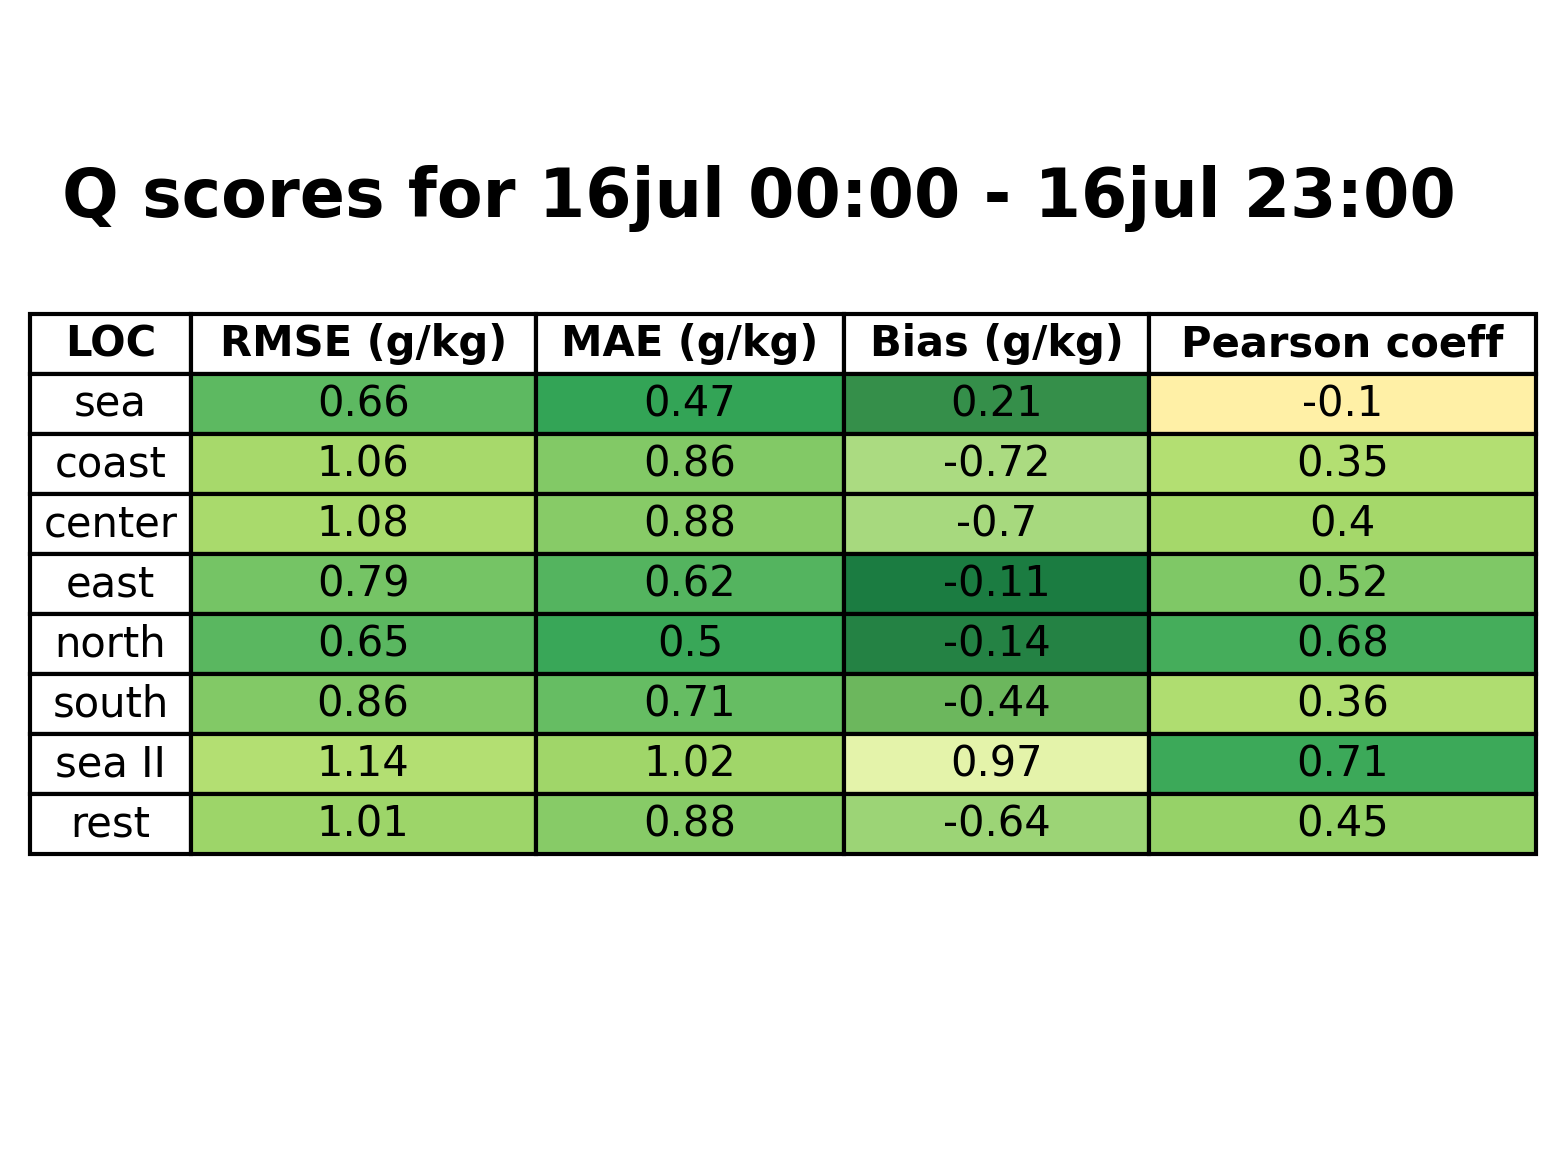 Q scores for 16jul 00:00 - 16jul 23:00
LOC RMSE (g/kg) MAE (g/kg) Bias (g/kg) Pearson coeff
sea 0.66 0.47 0.21 -0.1
coast 1.06 0.86 -0.72 0.35
center 1.08 0.88 -0.7 0.4
east 0.79 0.62 -0.11 0.52
north 0.65 0.5 -0.14 0.68
south 0.86 0.71 -0.44 0.36
sea II 1.14 1.02 0.97 0.71
rest 1.01 0.88 -0.64 0.45